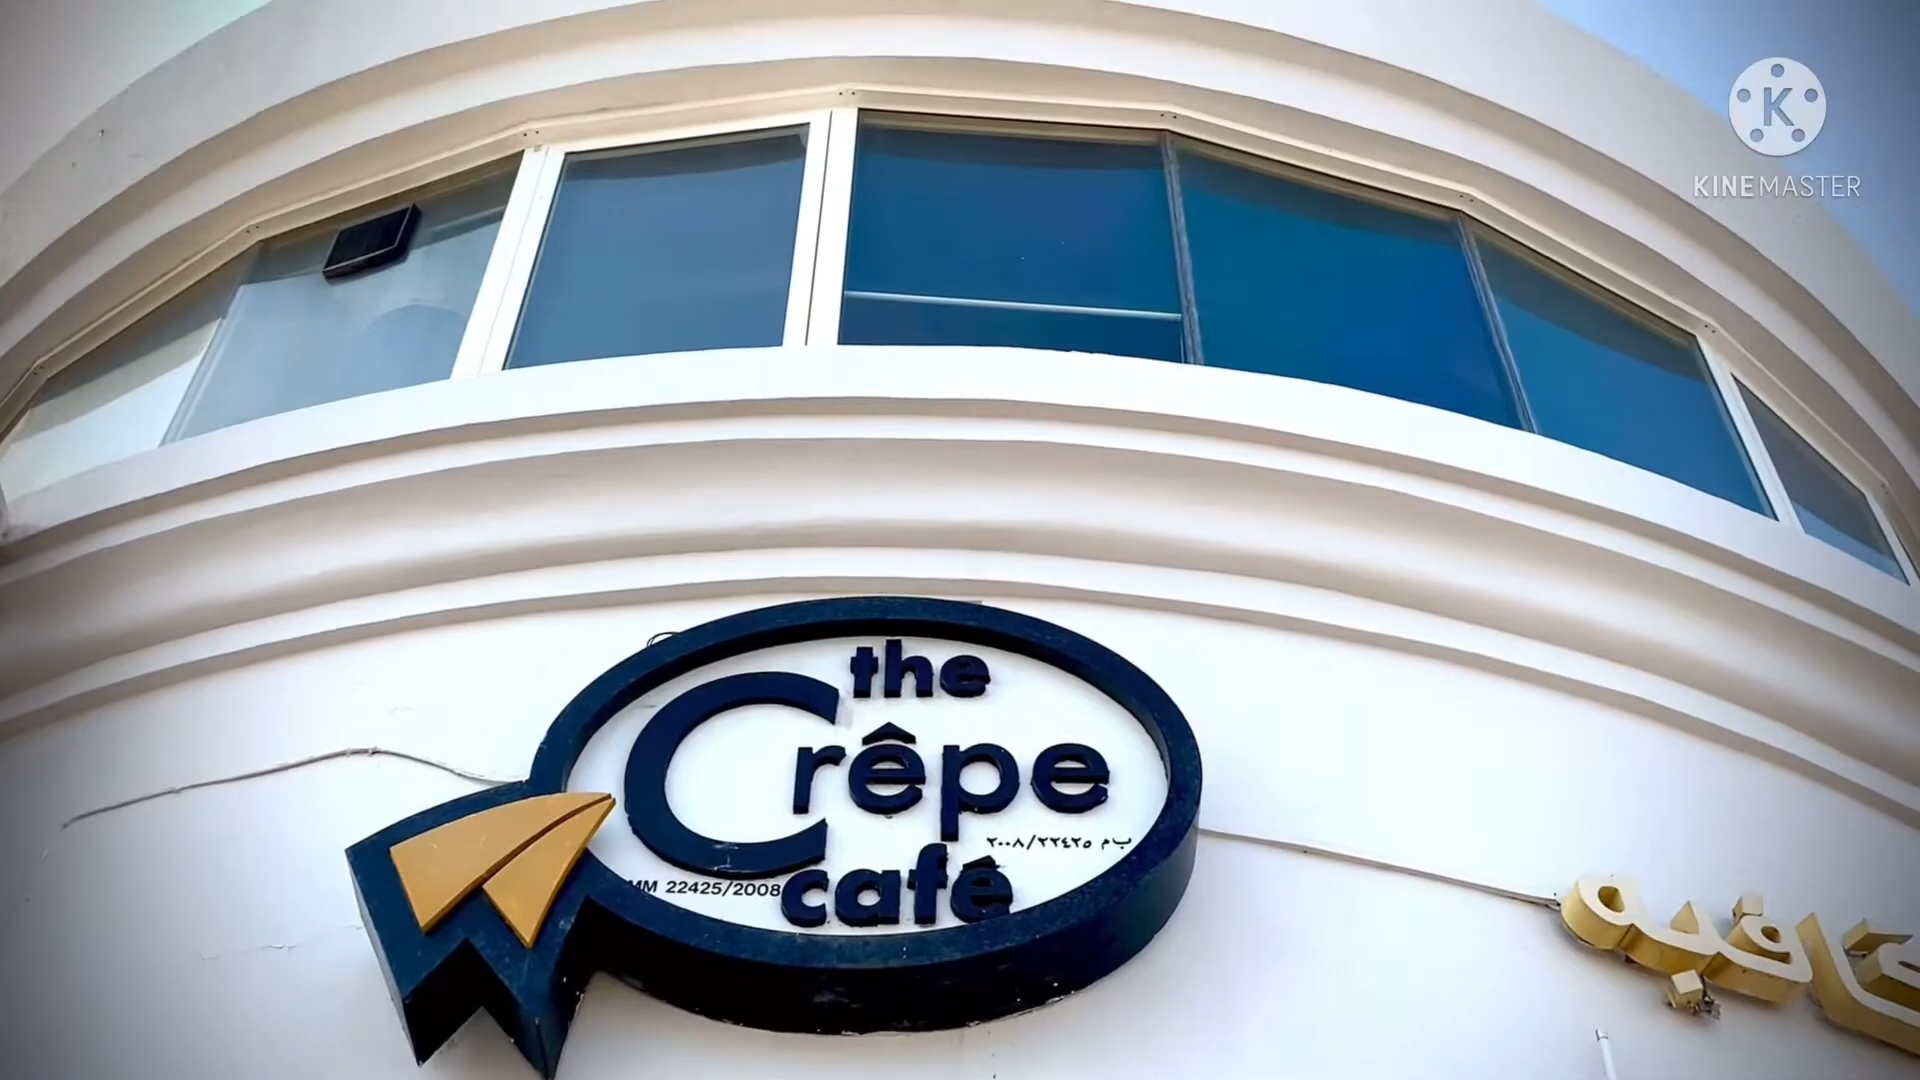 KINEMASTER
the
Crêpe
ب م ٢٠٠٨/٢٢٤٢٥
MM 22425/2008
café
كافيه